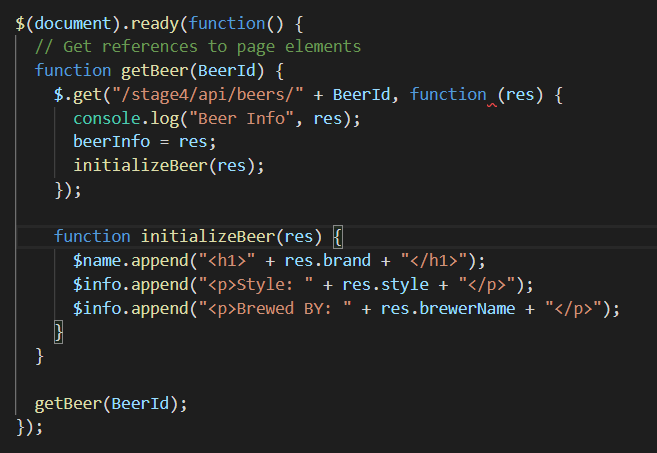 $(document).ready(function() {
  // Get references to page elements
  function getBeer(BeerId) {
    $.get("/stage4/api/beers/" + BeerId, function (res) {
      console.log("Beer Info", res);
      beerInfo = res;
      initializeBeer(res);
    });

    function initializeBeer(res) {
      $name.append("<h1>" + res.brand + "</h1>");
      $info.append("<p>Style: " + res.style + "</p>");
      $info.append("<p>Brewed BY: " + res.brewerName + "</p>");
    }
  }

  getBeer(BeerId);
});